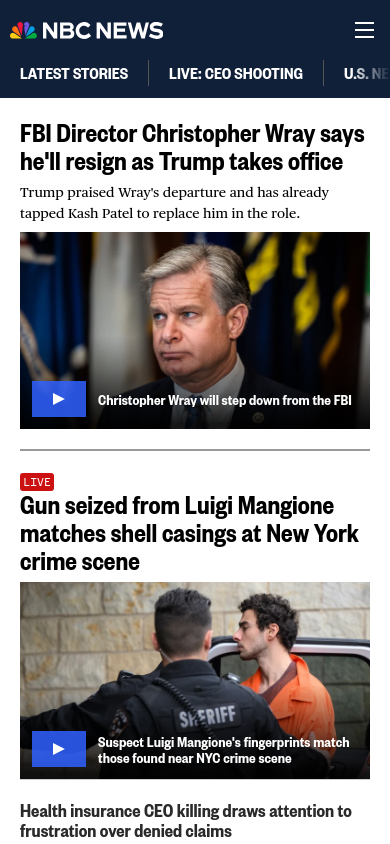 NBC NEWS
LATEST STORIES
LIVE: CEO SHOOTING
U.S. NE
FBI Director Christopher Wray says
he'll resign as Trump takes office
Trump praised Wray's departure and has already
tapped Kash Patel to replace him in the role.
Christopher Wray will step down from the FBI
LIVE
Gun seized from Luigi Mangione
matches shell casings at New York
crime scene
SHERIFF
Suspect Luigi Mangione's fingerprints match
those found near NYC crime scene
Health insurance CEO killing draws attention to
frustration over denied claims